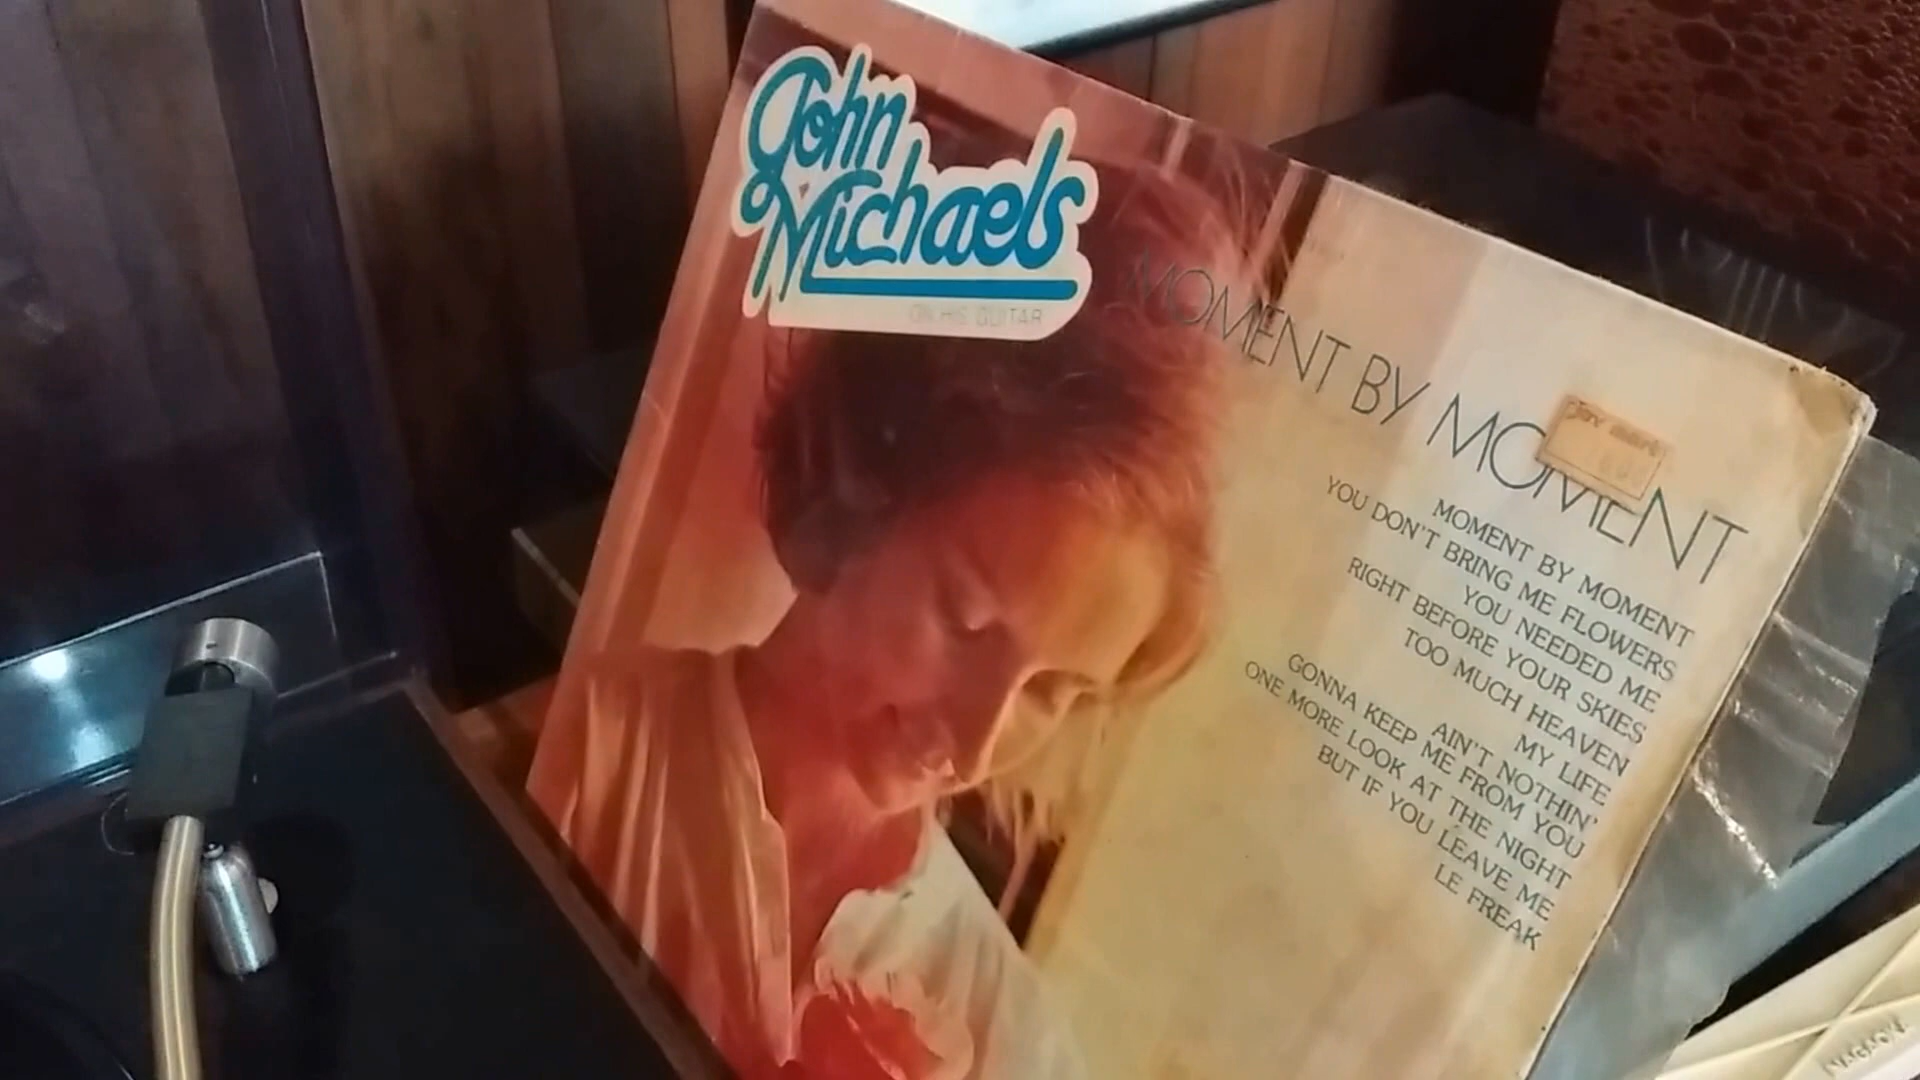 John
Michaels
ON HIS GUITAR
MOMENT BY MOMENT
MOMENT BY MOMENT
YOU DON'T BRING ME FLOWERS
YOU NEEDED ME
RIGHT BEFORE YOUR SKIES
TOO MUCH HEAVEN
MY LIFE
AIN'T NOTHIN'
GONNA KEEP ME FROM YOU
ONE MORE LOOK AT THE NIGHT
BUT IF YOU LEAVE ME
LE FREAK
NAGAOKA